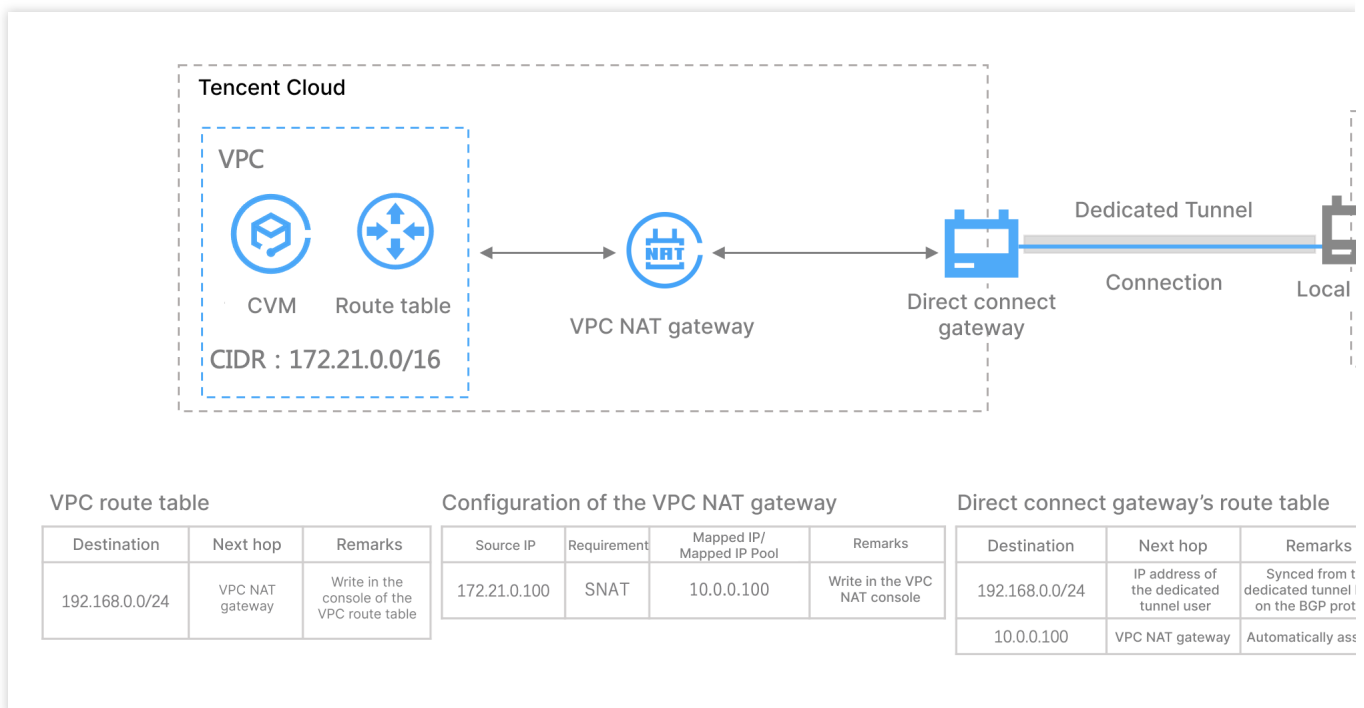 Tencent Cloud
VPC
CVM
Route table
CIDR : 172.21.0.0/16
NAT
VPC NAT gateway
Direct connect
gateway
Dedicated Tunnel
Connection
Local
VPC route table
Destination Next hop Remarks
192.168.0.0/24
VPC NAT
gateway
Write in the
console of the
VPC route table
Configuration of the VPC NAT gateway
Source IP Requirement Mapped IP/
Mapped IP Pool
Remarks
172.21.0.100 SNAT 10.0.0.100
Write in the VPC
NAT console
Direct connect gateway's route table
Destination Next hop Remarks
192.168.0.0/24
IP address of
the dedicated
tunnel user
Synced from
dedicated tunnel
on the BGP
10.0.0.100 VPC NAT gateway Automatically